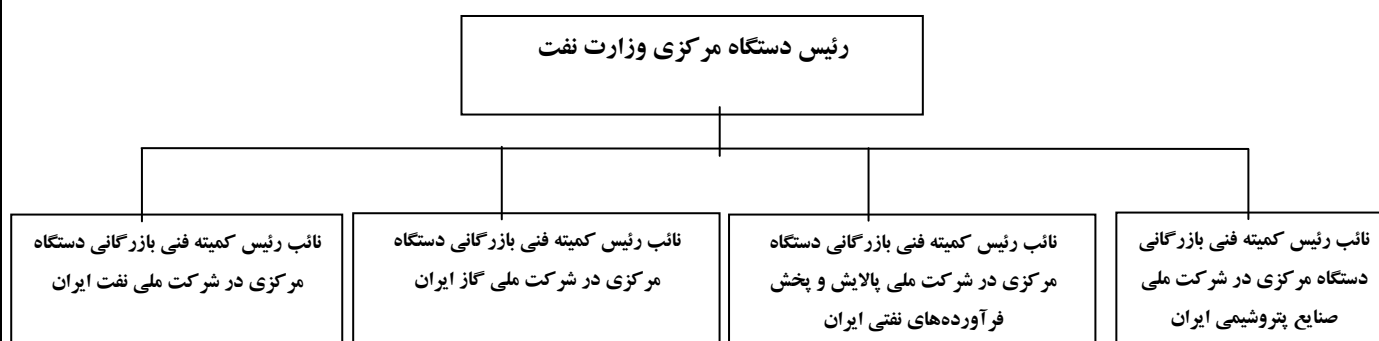 رئیس دستگاه مرکزی وزارت نفت
نائب رئیس کمیته فنی بازرگانی
دستگاه مرکزی در شرکت ملی
صنایع پتروشیمی ایران
نائب رئیس کمیته فنی بازرگانی دستگاه
مرکزی در شرکت ملی پالایش و پخش
فرآورده‌های نفتی ایران
نائب رئیس کمیته فنی بازرگانی دستگاه
مرکزی در شرکت ملی گاز ایران
نائب رئیس کمیته فنی بازرگانی دستگاه
مرکزی در شرکت ملی نفت ایران